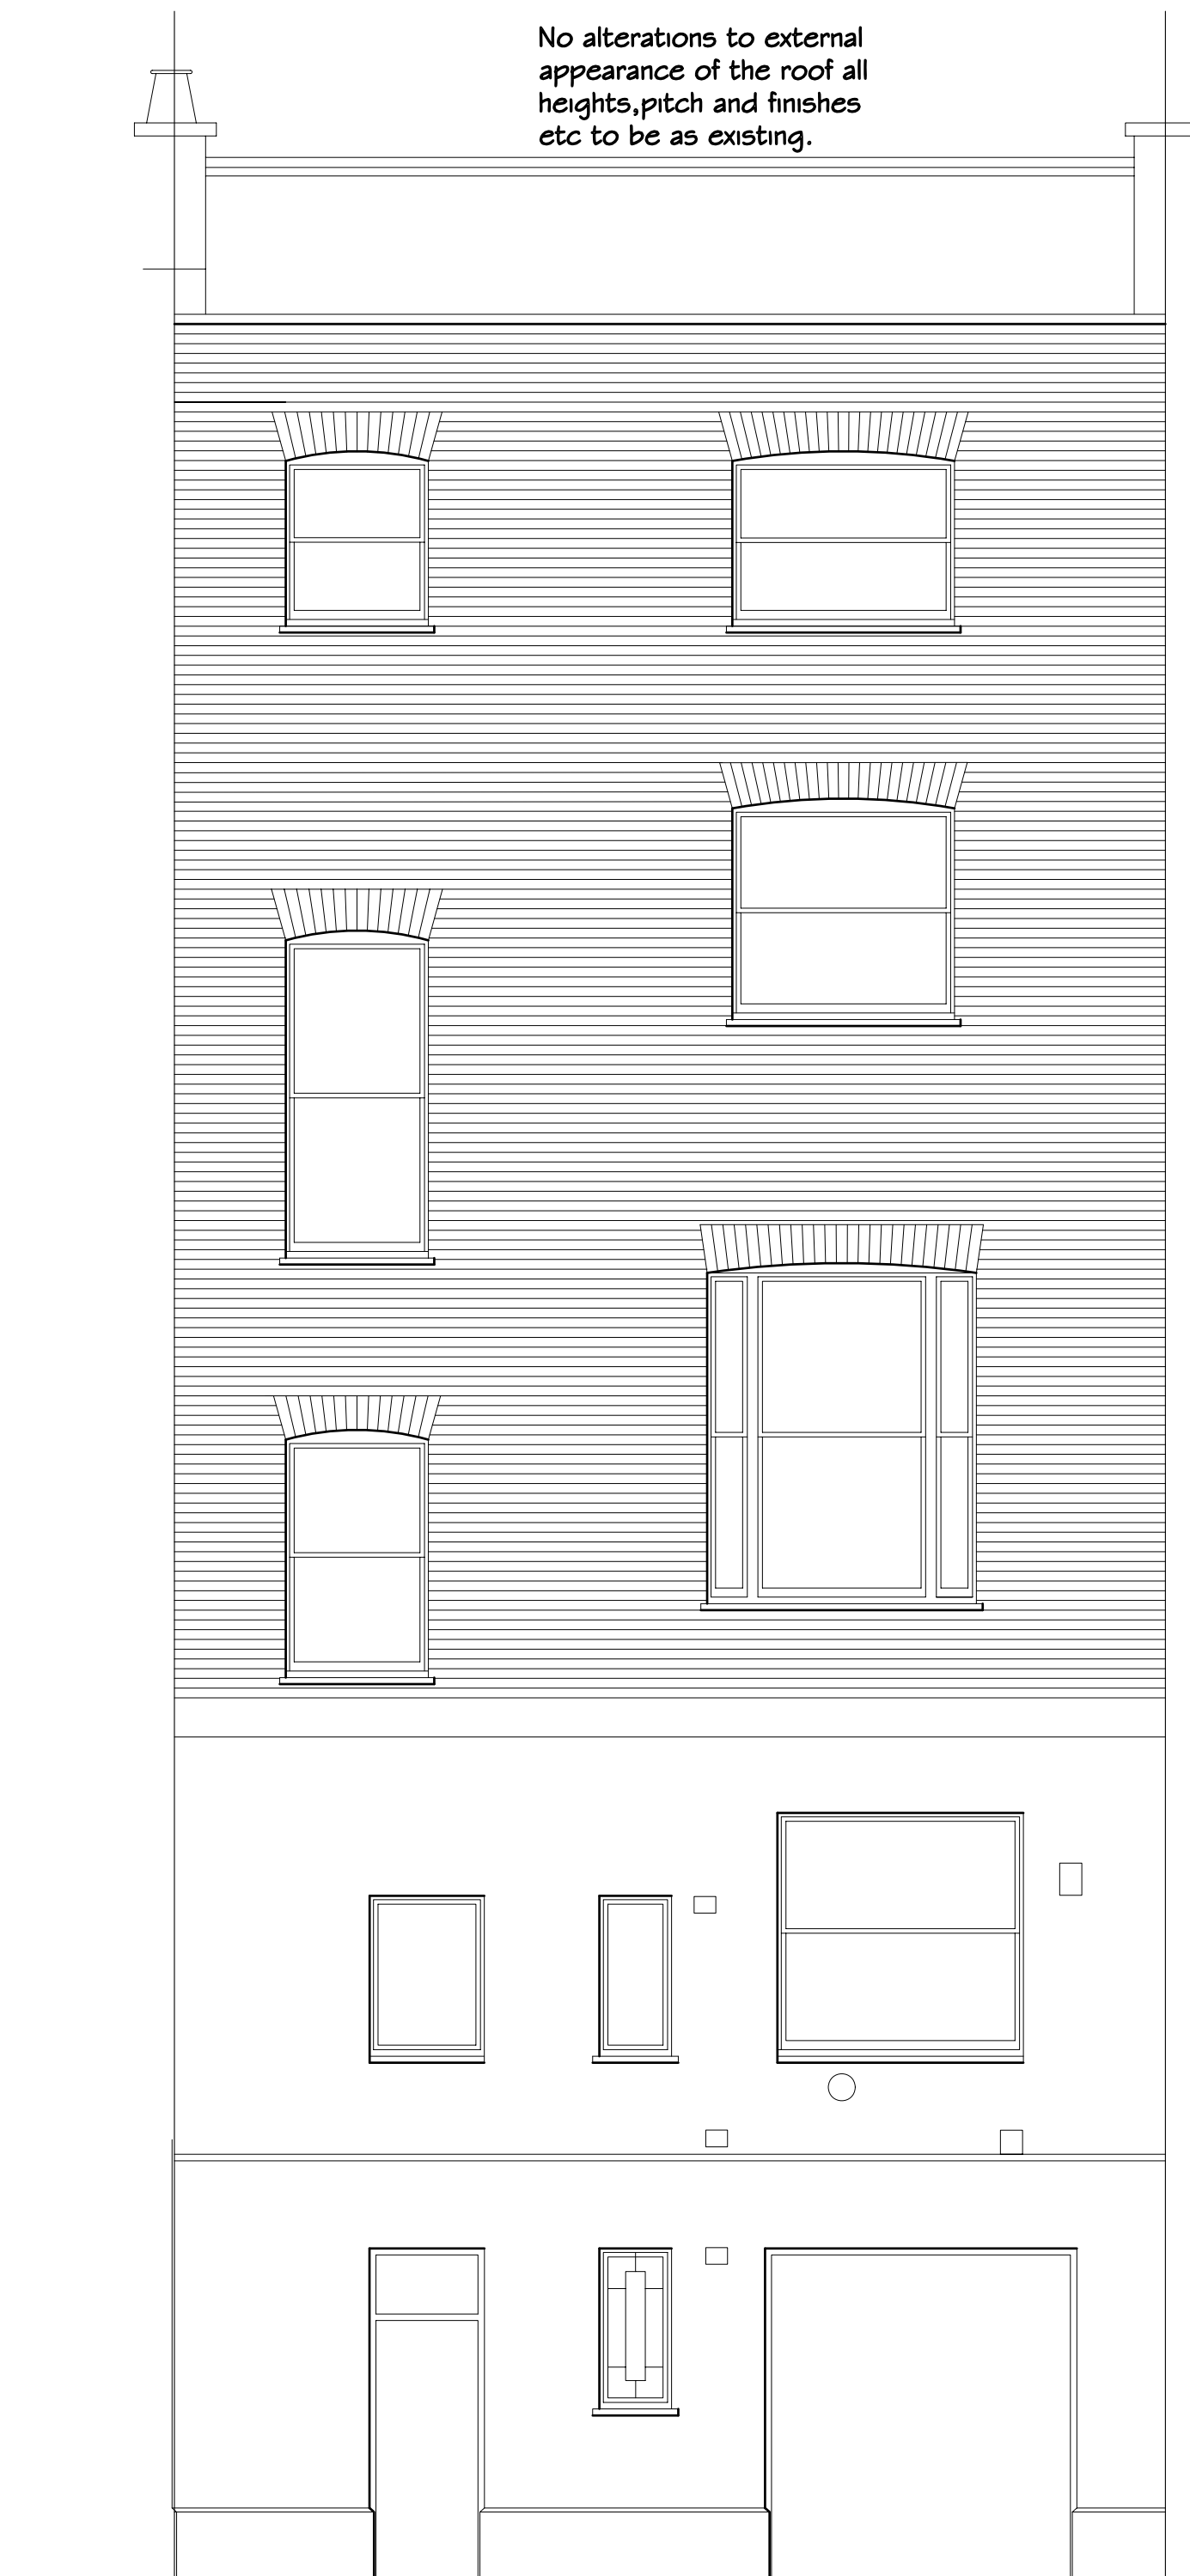 No alterations to external
appearance of the roof all
heights,pitch and finishes
etc to be as existing.